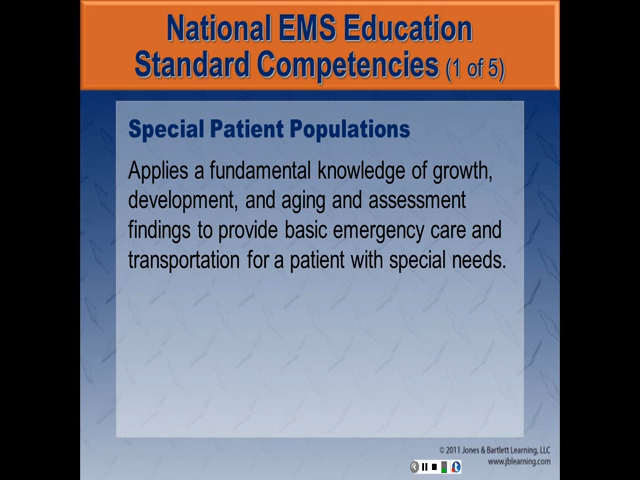 National EMS Education
Standard Competencies (1 of 5)
Special Patient Populations
Applies a fundamental knowledge of growth,
development, and aging and assessment
findings to provide basic emergency care and
transportation for a patient with special needs.
© 2011 Jones & Bartlett Learning, LLC
www.jblearning.com